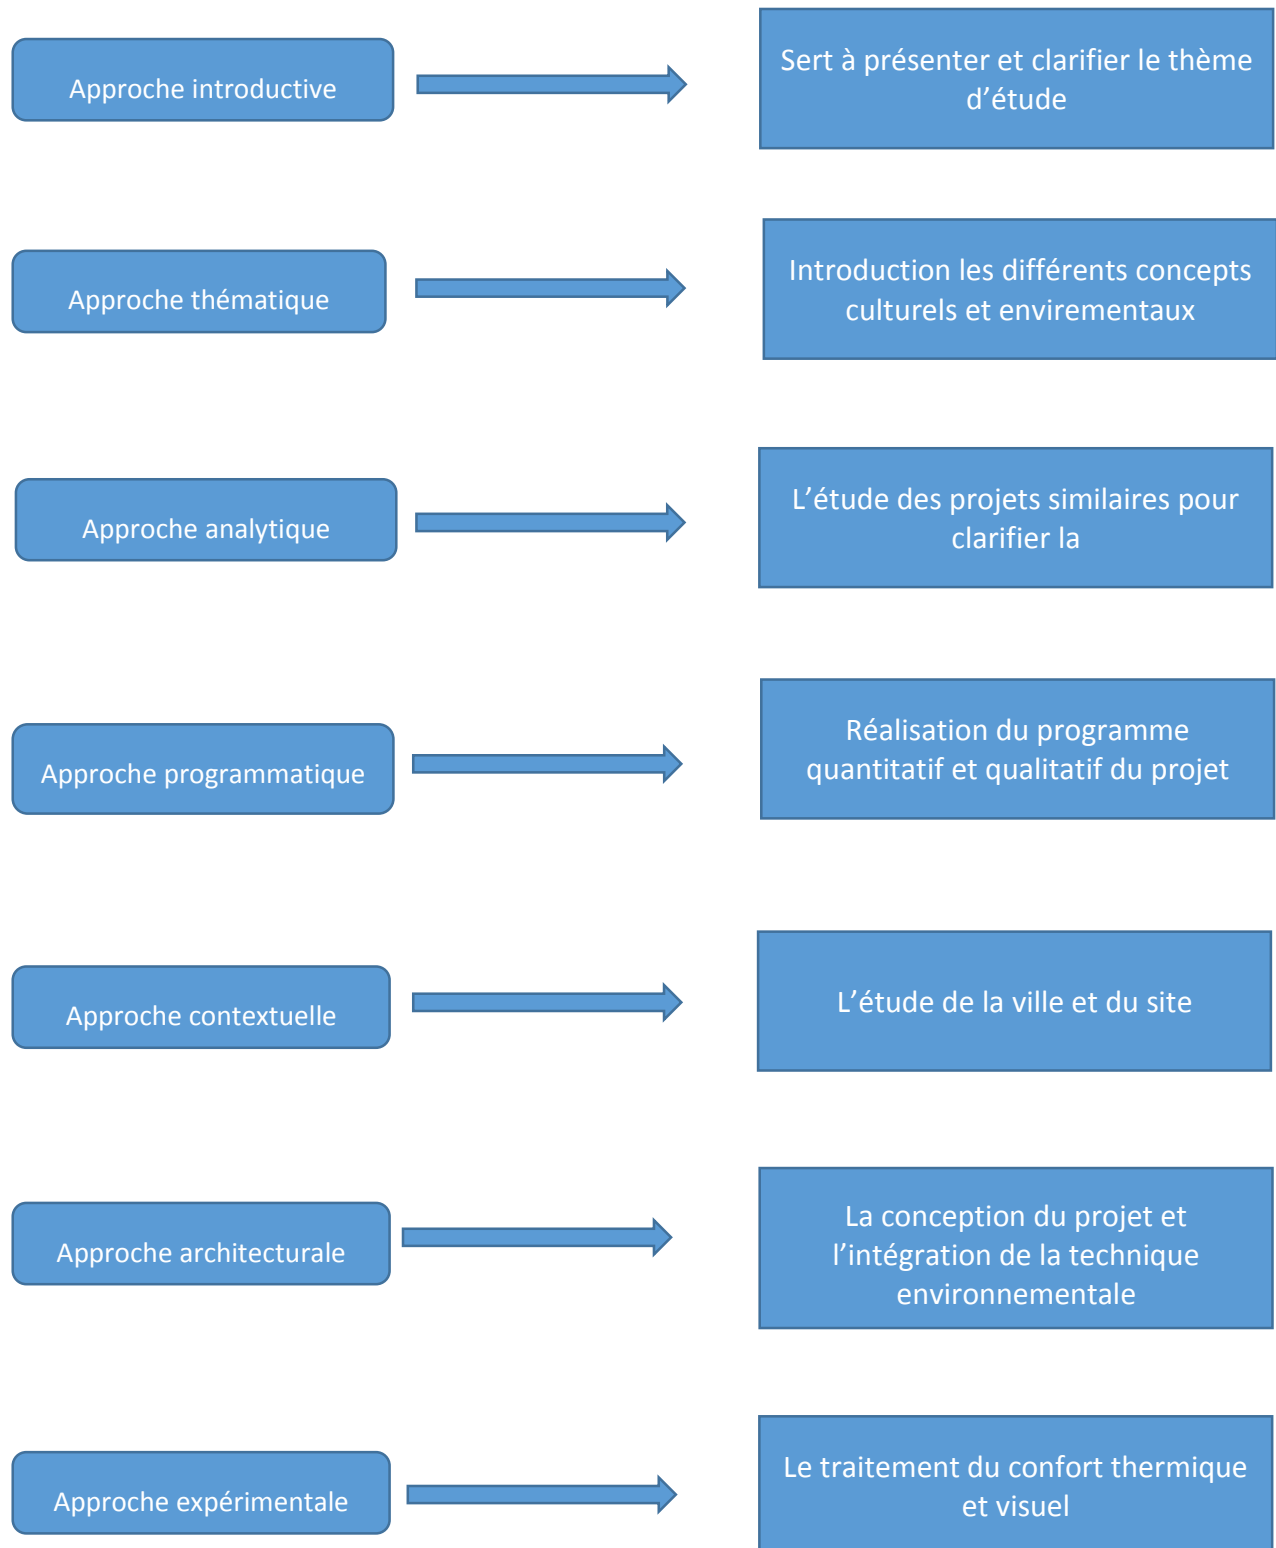 Approche introductive
Sert à présenter et clarifier le thème
d’étude
Approche thématique
Introduction les différents concepts
culturels et envirementaux
Approche analytique
L’étude des projets similaires pour
clarifier la
Approche programmatique
Réalisation du programme
quantitatif et qualitatif du projet
Approche contextuelle
L’étude de la ville et du site
Approche architecturale
La conception du projet et
l’intégration de la technique
environnementale
Approche expérimentale
Le traitement du confort thermique
et visuel